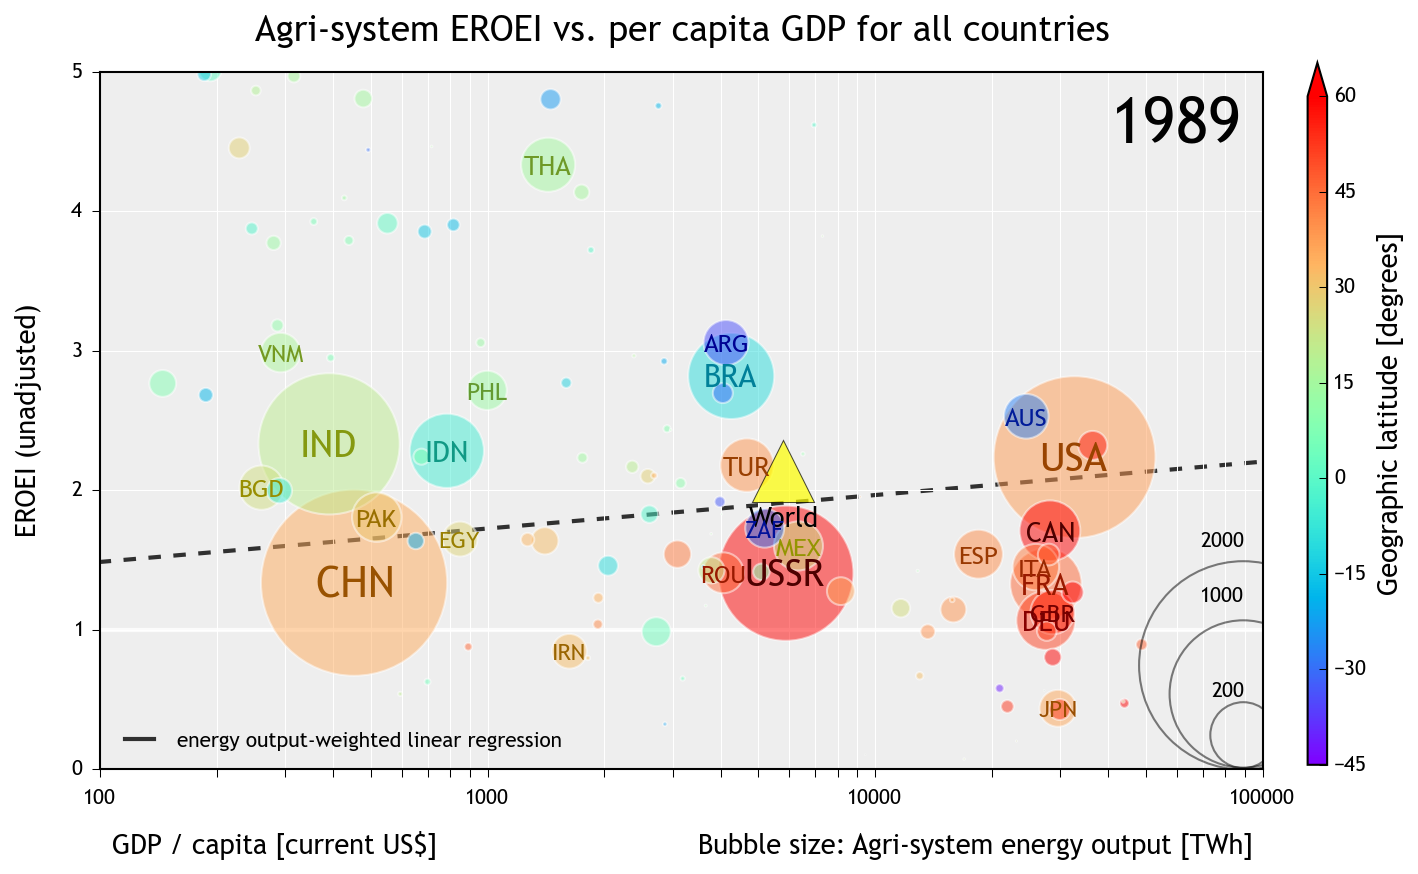 Agri-system EROEI vs. per capita GDP for all countries
1989
EROEI (unadjusted)
5
4
3
2
1
0
THA
VNM
PHL
IND
IDN
BGD
PAK
EGY
CHN
IRN
ARG
BRA
TUR
World
ZAF
MEX
ROU
USSR
AUS
USA
CAN
ESP
ITA
FRA
GBR
DEU
JPN
2000
1000
200
energy output-weighted linear regression
100
1000
10000
100000
GDP / capita [current US$]
Bubble size: Agri-system energy output [TWh]
60
45
30
15
0
−15
−30
−45
Geographic latitude [degrees]